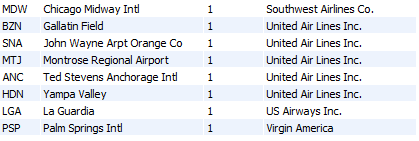 MDW Chicago Midway Intl 1 Southwest Airlines Co.
BZN Gallatin Field 1 United Air Lines Inc.
SNA John Wayne Arpt Orange Co 1 United Air Lines Inc.
MTJ Montrose Regional Airport 1 United Air Lines Inc.
ANC Ted Stevens Anchorage Intl 1 United Air Lines Inc.
HDN Yampa Valley 1 United Air Lines Inc.
LGA La Guardia 1 US Airways Inc.
PSP Palm Springs Intl 1 Virgin America